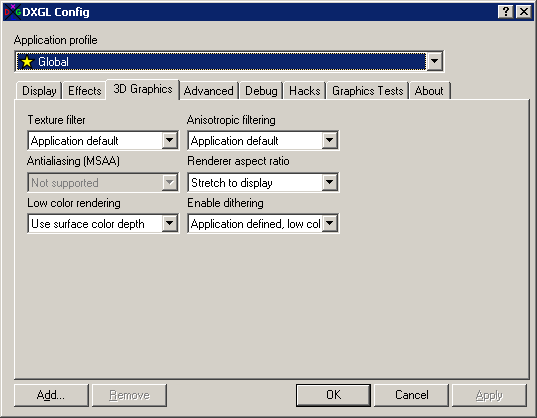 DXGL Config
Application profile
Global
Display Effects 3D Graphics Advanced Debug Hacks Graphics Tests About
Texture filter Anisotropic filtering
Application default Application default
Antialiasing (MSAA) Renderer aspect ratio
Not supported Stretch to display
Low color rendering Enable dithering
Use surface color depth Application defined, low col
Add... Remove OK Cancel Apply